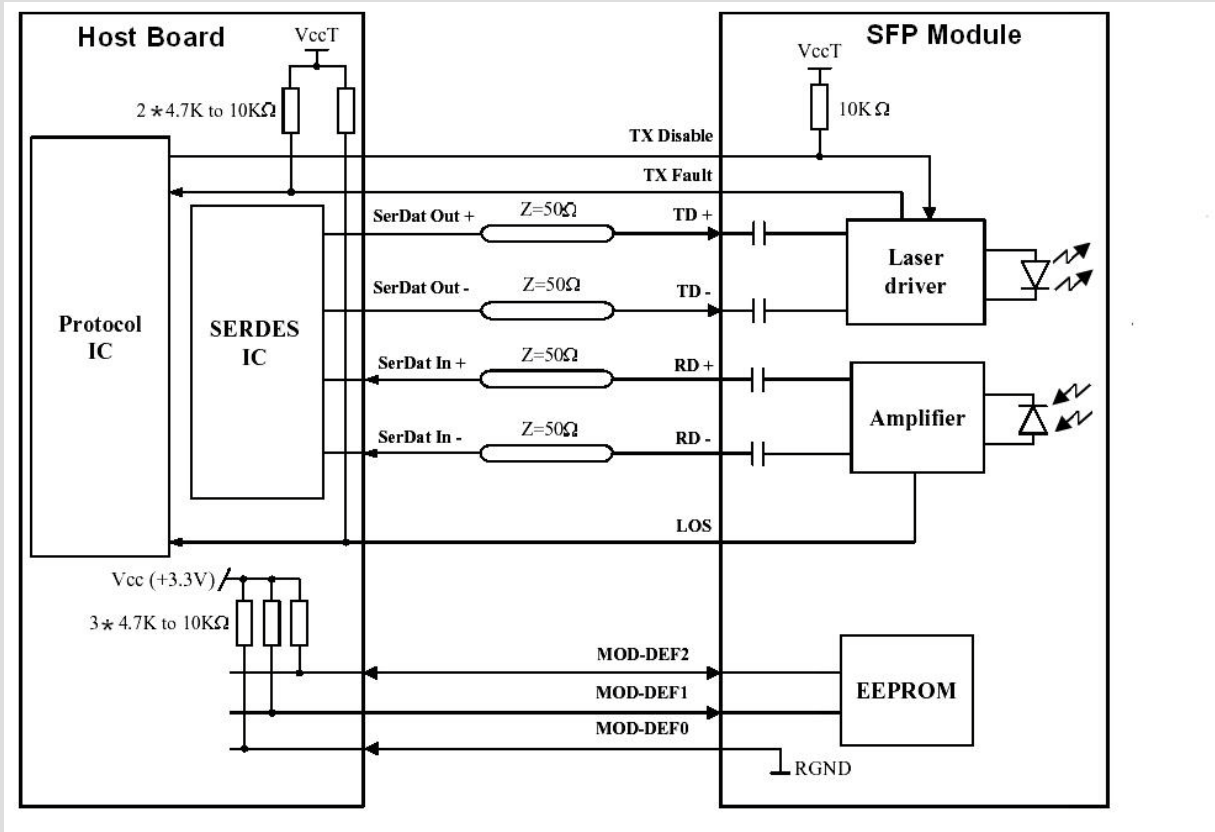 Host Board
SFP Module
VccT
VccT
2*4.7K to 10KΩ
10KΩ
TX Disable
TX Fault
SerDat Out +
Z=50Ω
TD +
SerDat Out -
Z=50Ω
TD -
Laser
driver
Protocol
IC
SERDES
IC
SerDat In +
Z=50Ω
RD +
SerDat In -
Z=50Ω
RD -
Amplifier
LOS
Vcc (+3.3V)
3* 4.7K to 10KΩ
MOD-DEF2
MOD-DEF1
MOD-DEF0
EEPROM
RGND